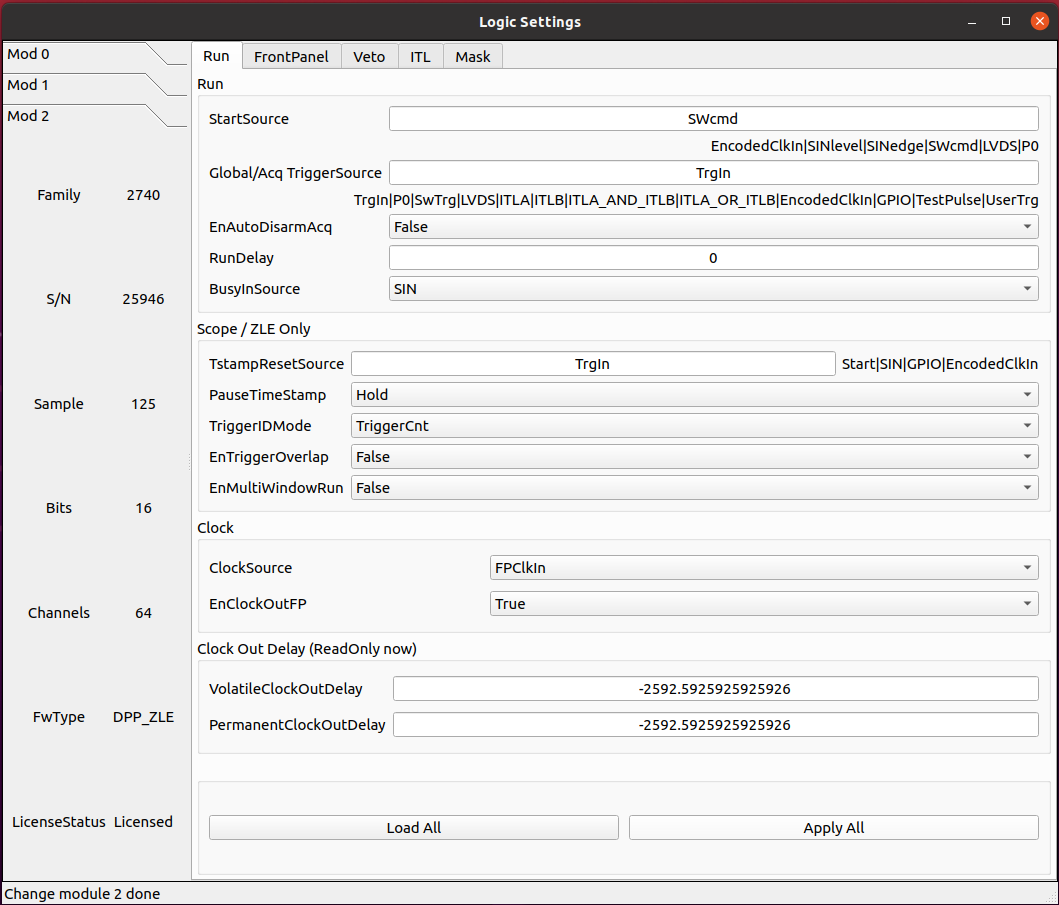 Logic Settings
Mod 0
Mod 1
Mod 2
Family 2740
S/N 25946
Sample 125
Bits 16
Channels 64
FwType DPP_ZLE
LicenseStatus Licensed
Run FrontPanel Veto ITL Mask
Run
StartSource SWcmd
EncodedClkIn|SINlevel|SINedge|SWcmd|LVDS|P0
Global/Acq TriggerSource TrgIn
TrgIn|P0|SwTrg|LVDS|ITLA|ITLB|ITLA_AND_ITLB|ITLA_OR_ITLB|EncodedClkIn|GPIO|TestPulse|UserTrg
EnAutoDisarmAcq False
RunDelay 0
BusyInSource SIN
Scope / ZLE Only
TstampResetSource TrgIn Start|SIN|GPIO|EncodedClkIn
PauseTimeStamp Hold
TriggerIDMode TriggerCnt
EnTriggerOverlap False
EnMultiWindowRun False
Clock
ClockSource FPClkIn
EnClockOutFP True
Clock Out Delay (ReadOnly now)
VolatileClockOutDelay -2592.5925925925926
PermanentClockOutDelay -2592.5925925925926
Load All Apply All
Change module 2 done